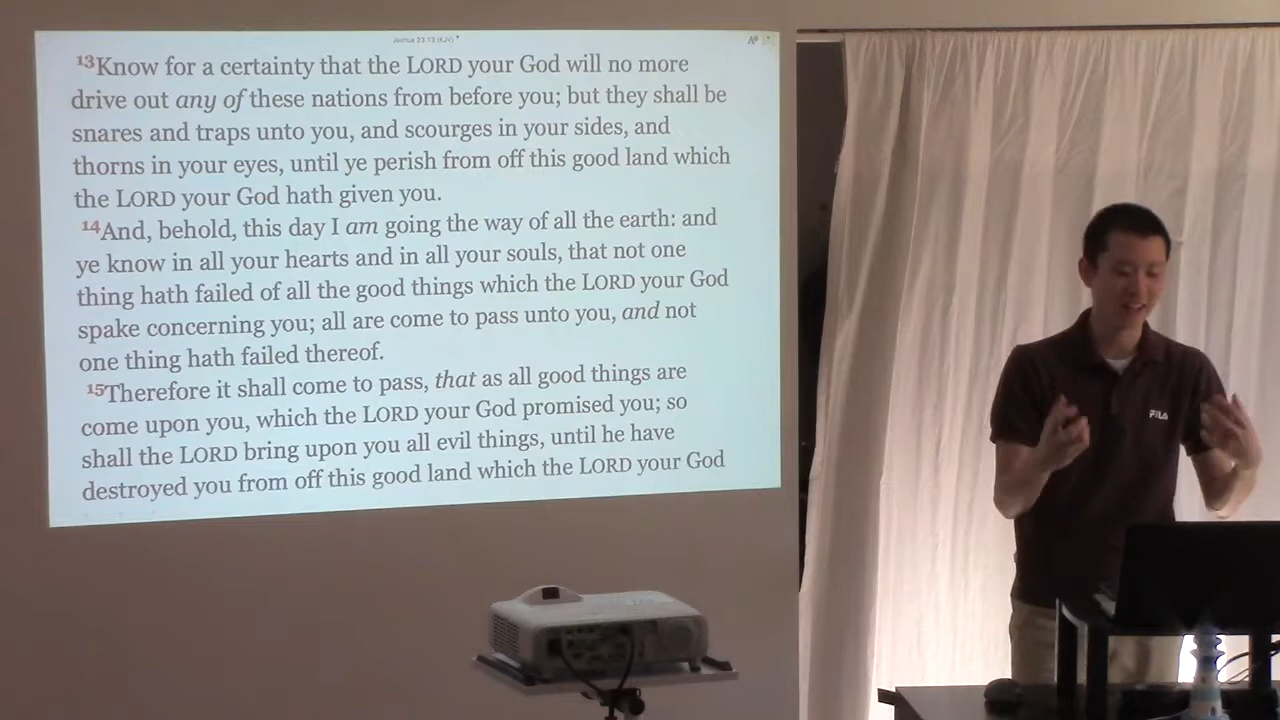 Joshua 23:13 (KJV)
13Know for a certainty that the LORD your God will no more
drive out any of these nations from before you; but they shall be
snares and traps unto you, and scourges in your sides, and
thorns in your eyes, until ye perish from off this good land which
the LORD your God hath given you.
14And, behold, this day I am going the way of all the earth: and
ye know in all your hearts and in all your souls, that not one
thing hath failed of all the good things which the LORD your God
spake concerning you; all are come to pass unto you, and not
one thing hath failed thereof.
15Therefore it shall come to pass, that as all good things are
come upon you, which the LORD your God promised you; so
shall the LORD bring upon you all evil things, until he have
destroyed you from off this good land which the LORD your God
FILA